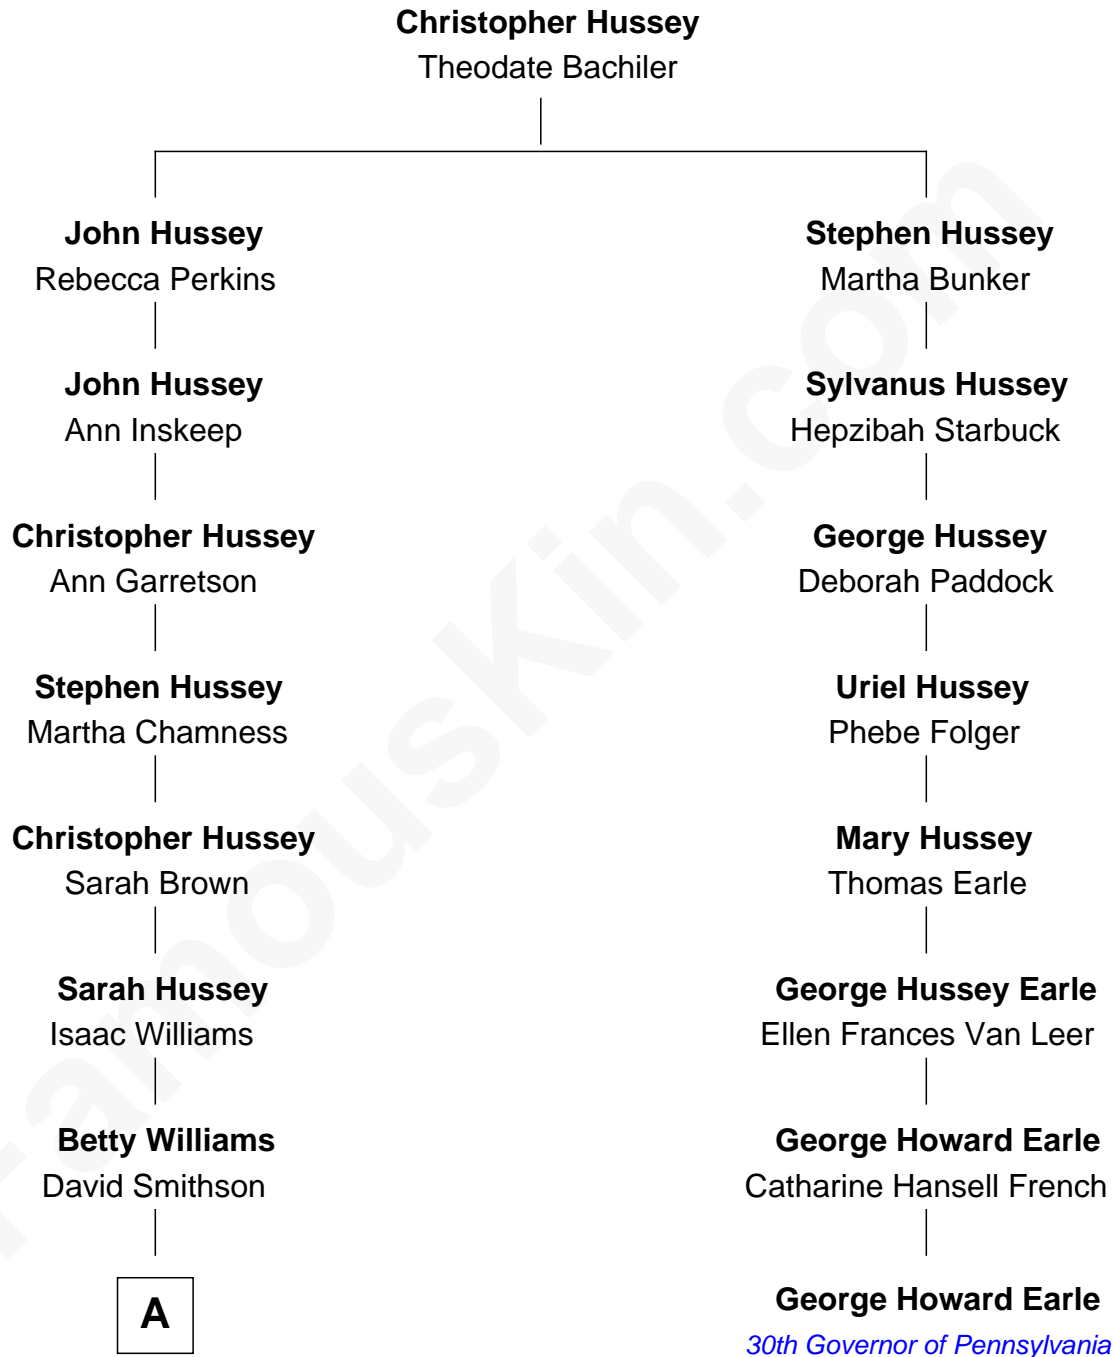 Christopher Hussey
Theodate Bachiler
John Hussey
Rebecca Perkins
Stephen Hussey
Martha Bunker
John Hussey
Ann Inskeep
Sylvanus Hussey
Hepzibah Starbuck
Christopher Hussey
Ann Garretson
George Hussey
Deborah Paddock
Stephen Hussey
Martha Chamness
Uriel Hussey
Phebe Folger
Christopher Hussey
Sarah Brown
Mary Hussey
Thomas Earle
Sarah Hussey
Isaac Williams
George Hussey Earle
Ellen Frances Van Leer
Betty Williams
David Smithson
George Howard Earle
Catharine Hansell French
A
George Howard Earle
30th Governor of Pennsylvania
FamousKin.com